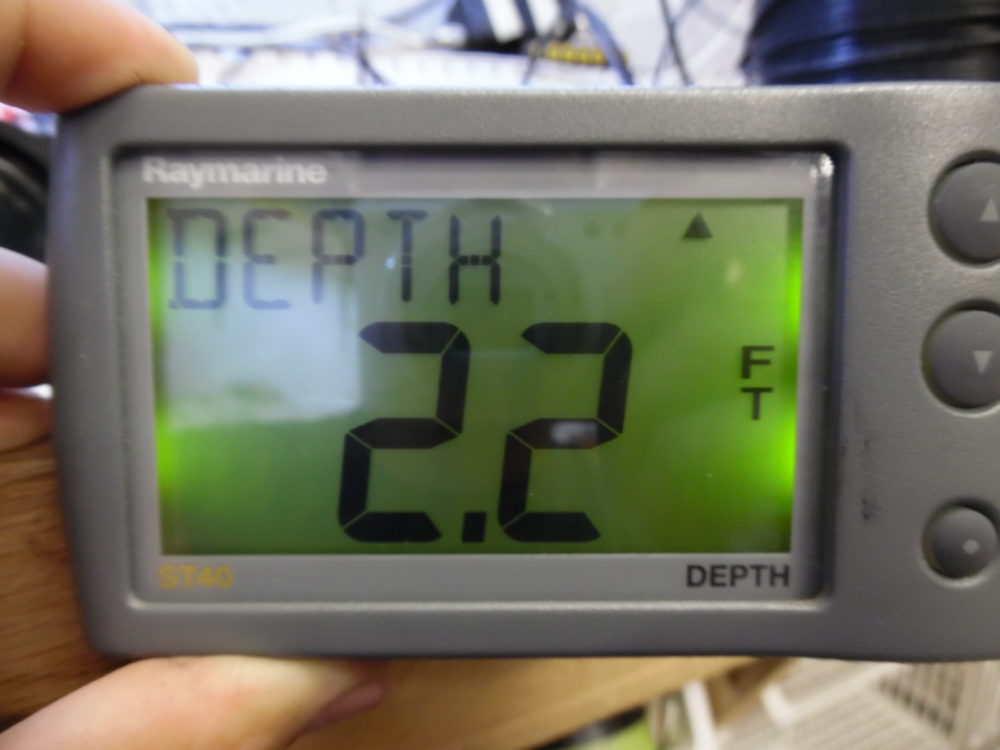 Raymarine
DEPTH
2.2
FT
ST40
DEPTH